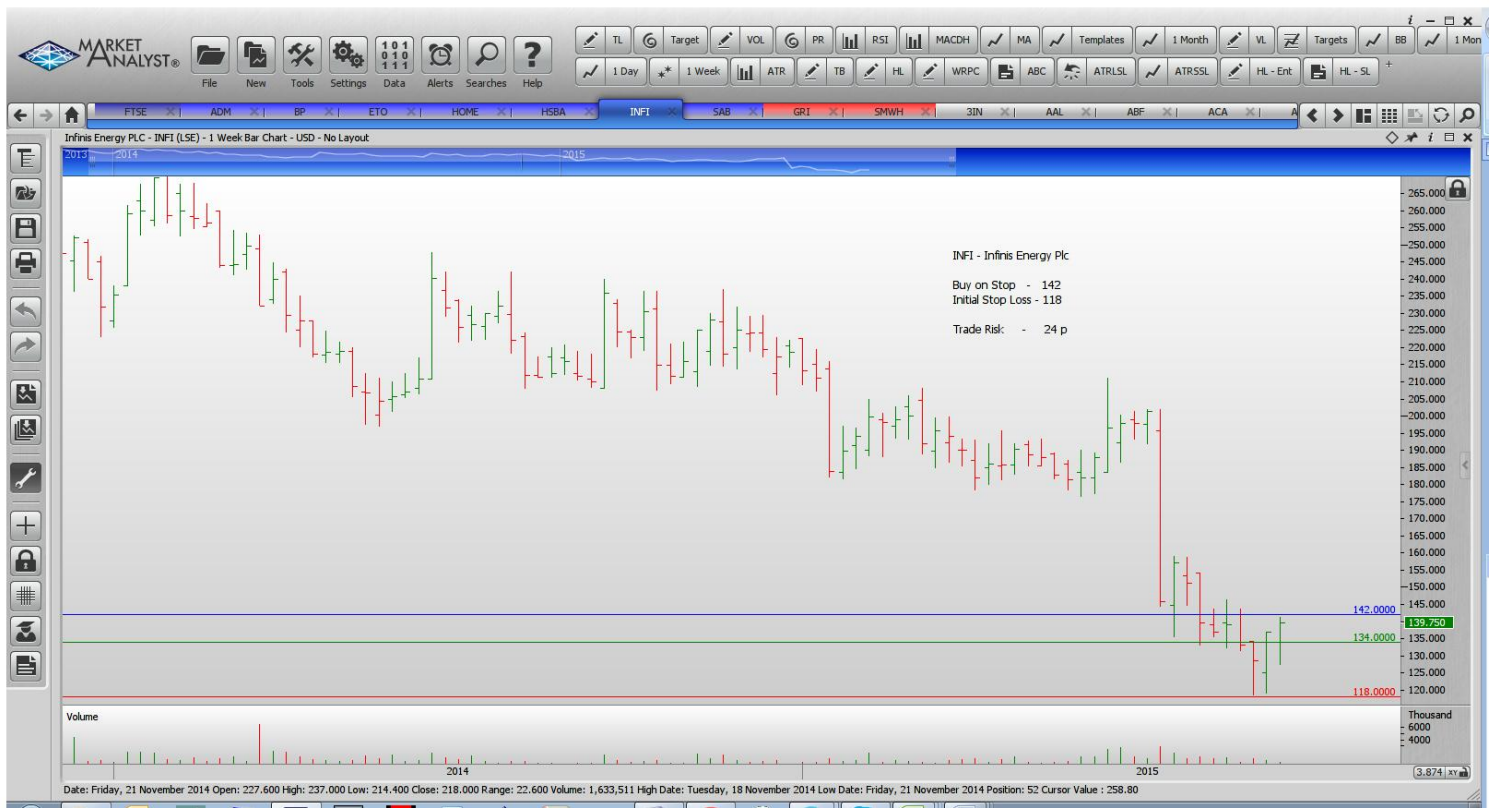 i
MARKET ANALYST®
File New Tools Settings Data Alerts Searches Help
101
010
111
TL Target VOL PR RSI MACDH MA Templates 1 Month VL Targets BB 1 Mon
1 Day 1 Week ATR TB HL WRPC ABC ATRLSL ATRSSL HL - Ent HL - SL +
FTSE ADM BP ETO HOME HSBA INFI SAB GRI SMWH 3IN AAL ABF ACA A
Infinis Energy PLC - INFI (LSE) - 1 Week Bar Chart - USD - No Layout
2013 2014 2015
265.000
260.000
255.000
250.000
245.000
240.000
235.000
230.000
225.000
220.000
215.000
210.000
205.000
200.000
195.000
190.000
185.000
180.000
175.000
170.000
165.000
160.000
155.000
150.000
145.000
139.750
135.000
130.000
125.000
120.000
INFI - Infinis Energy Plc
Buy on Stop - 142
Initial Stop Loss - 118
Trade Risk - 24 p
142.0000
134.0000
118.0000
Volume
Thousand
6000
4000
2014 2015
3.874 XY
Date: Friday, 21 November 2014 Open: 227.600 High: 237.000 Low: 214.400 Close: 218.000 Range: 22.600 Volume: 1,633,511 High Date: Tuesday, 18 November 2014 Low Date: Friday, 21 November 2014 Position: 52 Cursor Value : 258.80